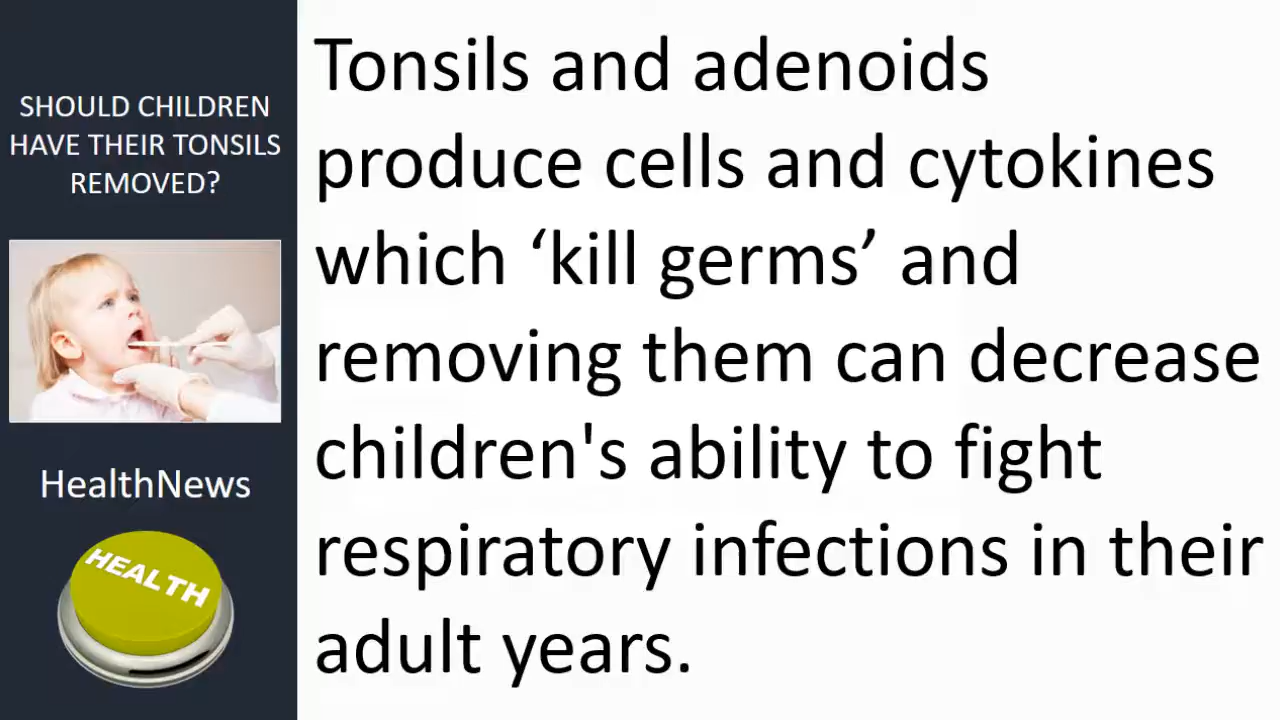 SHOULD CHILDREN
HAVE THEIR TONSILS
REMOVED?
HealthNews
HEALTH
Tonsils and adenoids
produce cells and cytokines
which ‘kill germs’ and
removing them can decrease
children's ability to fight
respiratory infections in their
adult years.